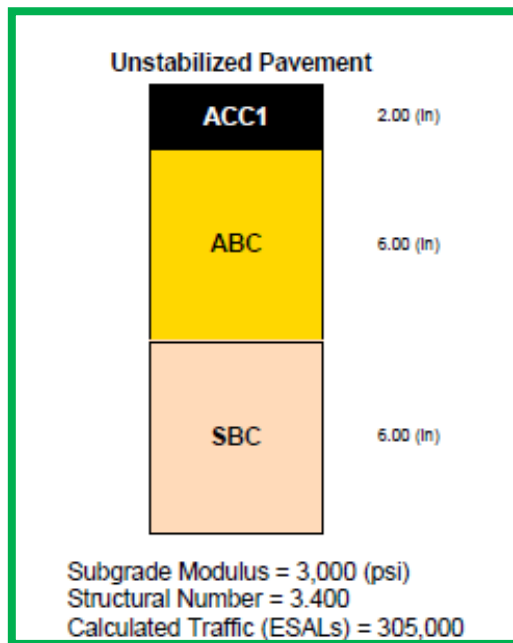 Unstabilized Pavement
ACC1 2.00 (in)
ABC 6.00 (in)
SBC 6.00 (in)
Subgrade Modulus = 3,000 (psi)
Structural Number = 3.400
Calculated Traffic (ESALs) = 305,000